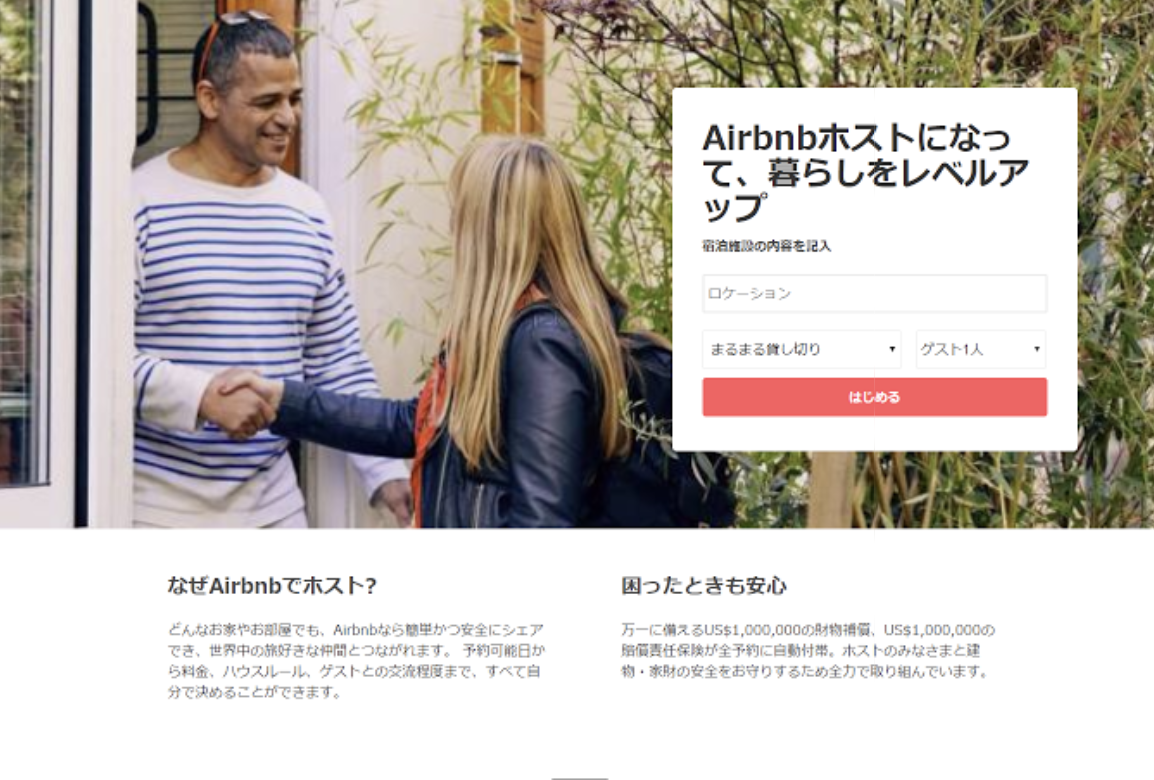 Airbnbホストになっ
て、暮らしをレベルア
ップ
宿泊施設の内容を記入
ロケーション
まるまる貸し切り
ゲスト1人
はじめる
なぜAirbnbでホスト?
どんなお家やお部屋でも、Airbnbなら簡単かつ安全にシェア
でき、世界中の旅好きな仲間とつながれます。 予約可能日か
ら料金、ハウスルール、ゲストとの交流程度まで、すべて自
分で決めることができます。
困ったときも安心
万一に備えるUS$1,000,000の財物補償、US$1,000,000の
賠償責任保険が全予約に自動付帯。ホストのみなさまと建
物・家財の安全をお守りするため全力で取り組んでいます。